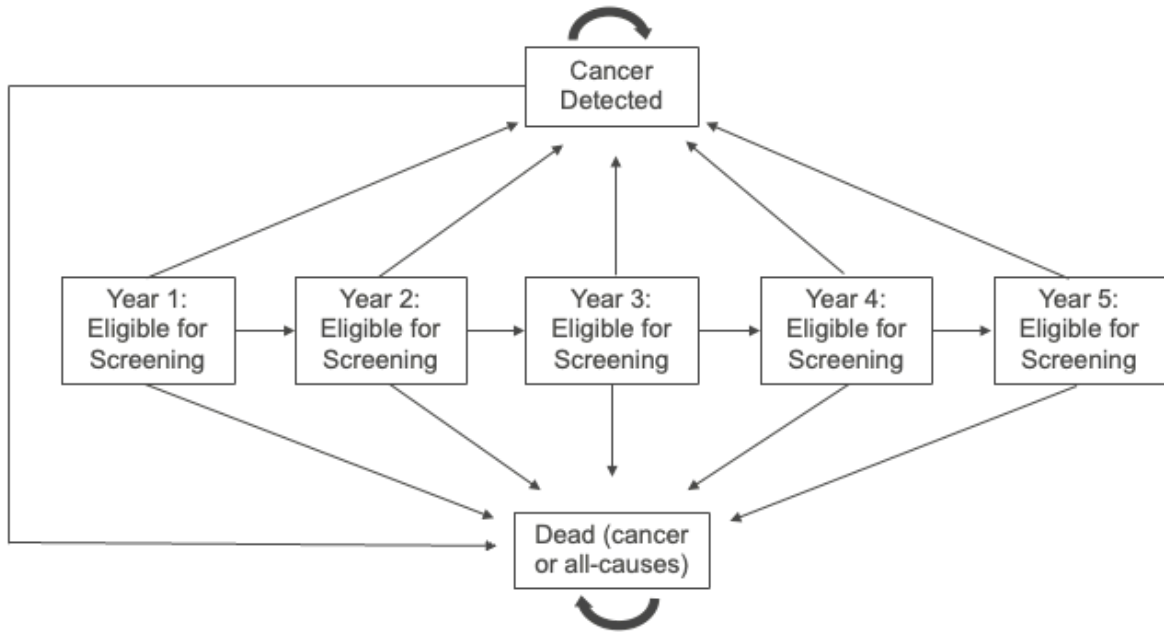 Cancer
Detected
Year 1:
Eligible for
Screening
Year 2:
Eligible for
Screening
Year 3:
Eligible for
Screening
Year 4:
Eligible for
Screening
Year 5:
Eligible for
Screening
Dead (cancer
or all-causes)